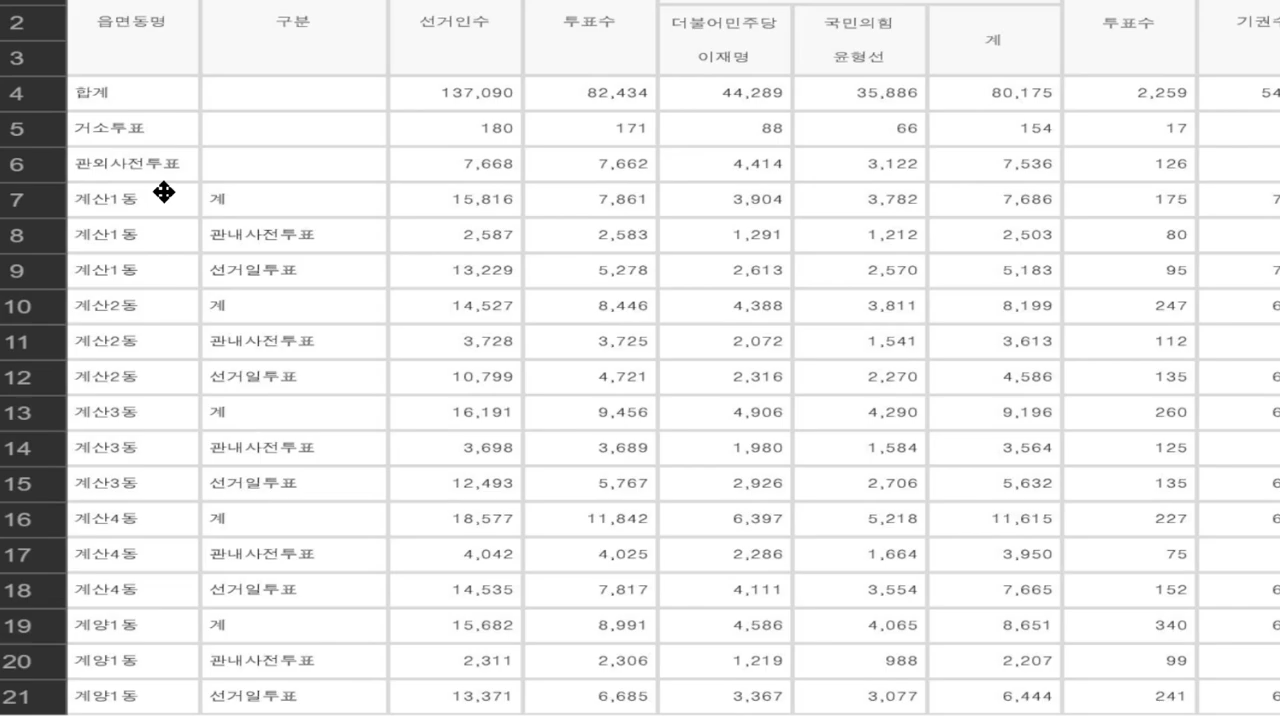 2 읍면동명 구분 선거인수 투표수 더불어민주당 국민의힘 계 투표수 기권수
3 이재명 윤형선
4 합계 137,090 82,434 44,289 35,886 80,175 2,259 54
5 거소투표 180 171 88 66 154 17
6 관외사전투표 7,668 7,662 4,414 3,122 7,536 126
7 계산1동 계 15,816 7,861 3,904 3,782 7,686 175 7
8 계산1동 관내사전투표 2,587 2,583 1,291 1,212 2,503 80
9 계산1동 선거일투표 13,229 5,278 2,613 2,570 5,183 95 7
10 계산2동 계 14,527 8,446 4,388 3,811 8,199 247 6
11 계산2동 관내사전투표 3,728 3,725 2,072 1,541 3,613 112
12 계산2동 선거일투표 10,799 4,721 2,316 2,270 4,586 135 6
13 계산3동 계 16,191 9,456 4,906 4,290 9,196 260 6
14 계산3동 관내사전투표 3,698 3,689 1,980 1,584 3,564 125
15 계산3동 선거일투표 12,493 5,767 2,926 2,706 5,632 135 6
16 계산4동 계 18,577 11,842 6,397 5,218 11,615 227 6
17 계산4동 관내사전투표 4,042 4,025 2,286 1,664 3,950 75
18 계산4동 선거일투표 14,535 7,817 4,111 3,554 7,665 152 6
19 계양1동 계 15,682 8,991 4,586 4,065 8,651 340 6
20 계양1동 관내사전투표 2,311 2,306 1,219 988 2,207 99
21 계양1동 선거일투표 13,371 6,685 3,367 3,077 6,444 241 6